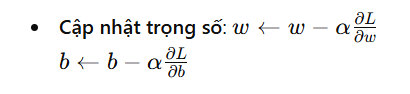 • Cập nhật trọng số: w ← w − α ∂L/∂w
b ← b − α ∂L/∂b